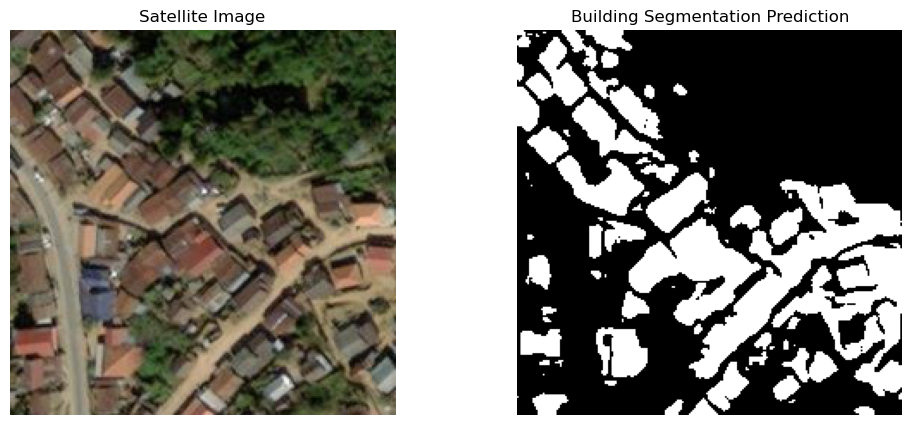 Satellite Image
Building Segmentation Prediction